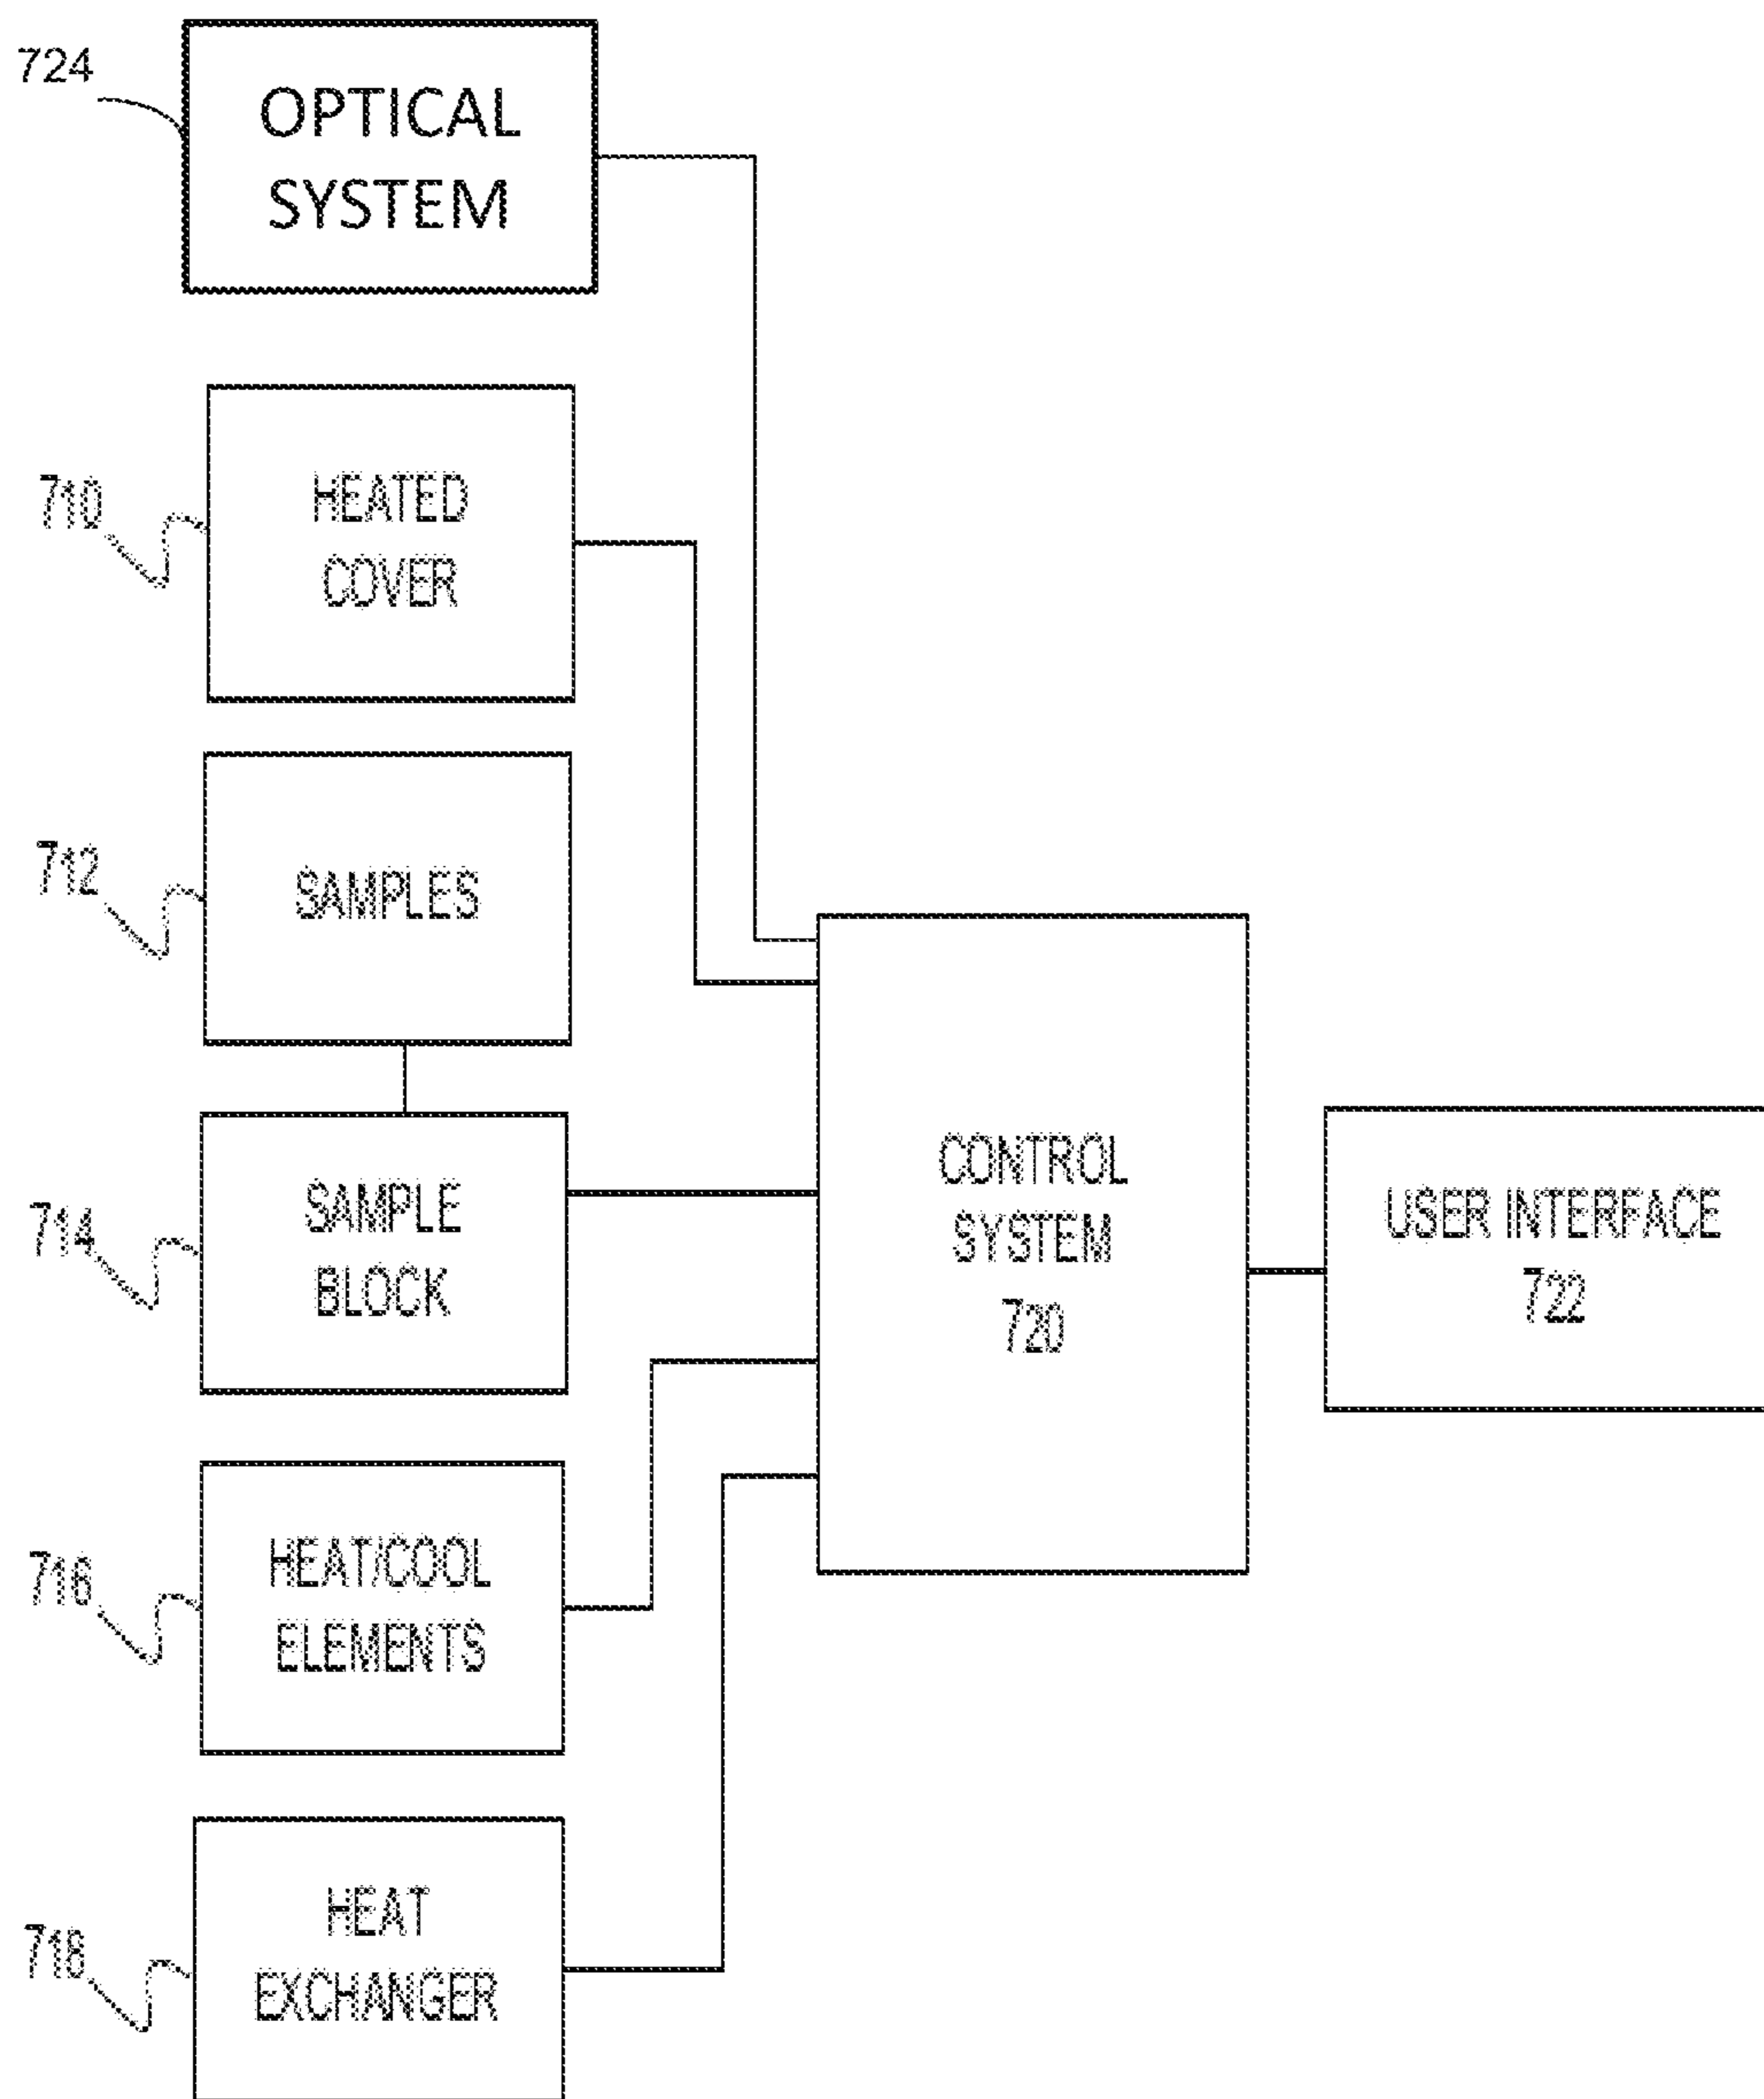 724
OPTICAL
SYSTEM
710
HEATED
COVER
712
SAMPLES
714
SAMPLE
BLOCK
CONTROL
SYSTEM
720
USER INTERFACE
722
716
HEAT/COOL
ELEMENTS
718
HEAT
EXCHANGER